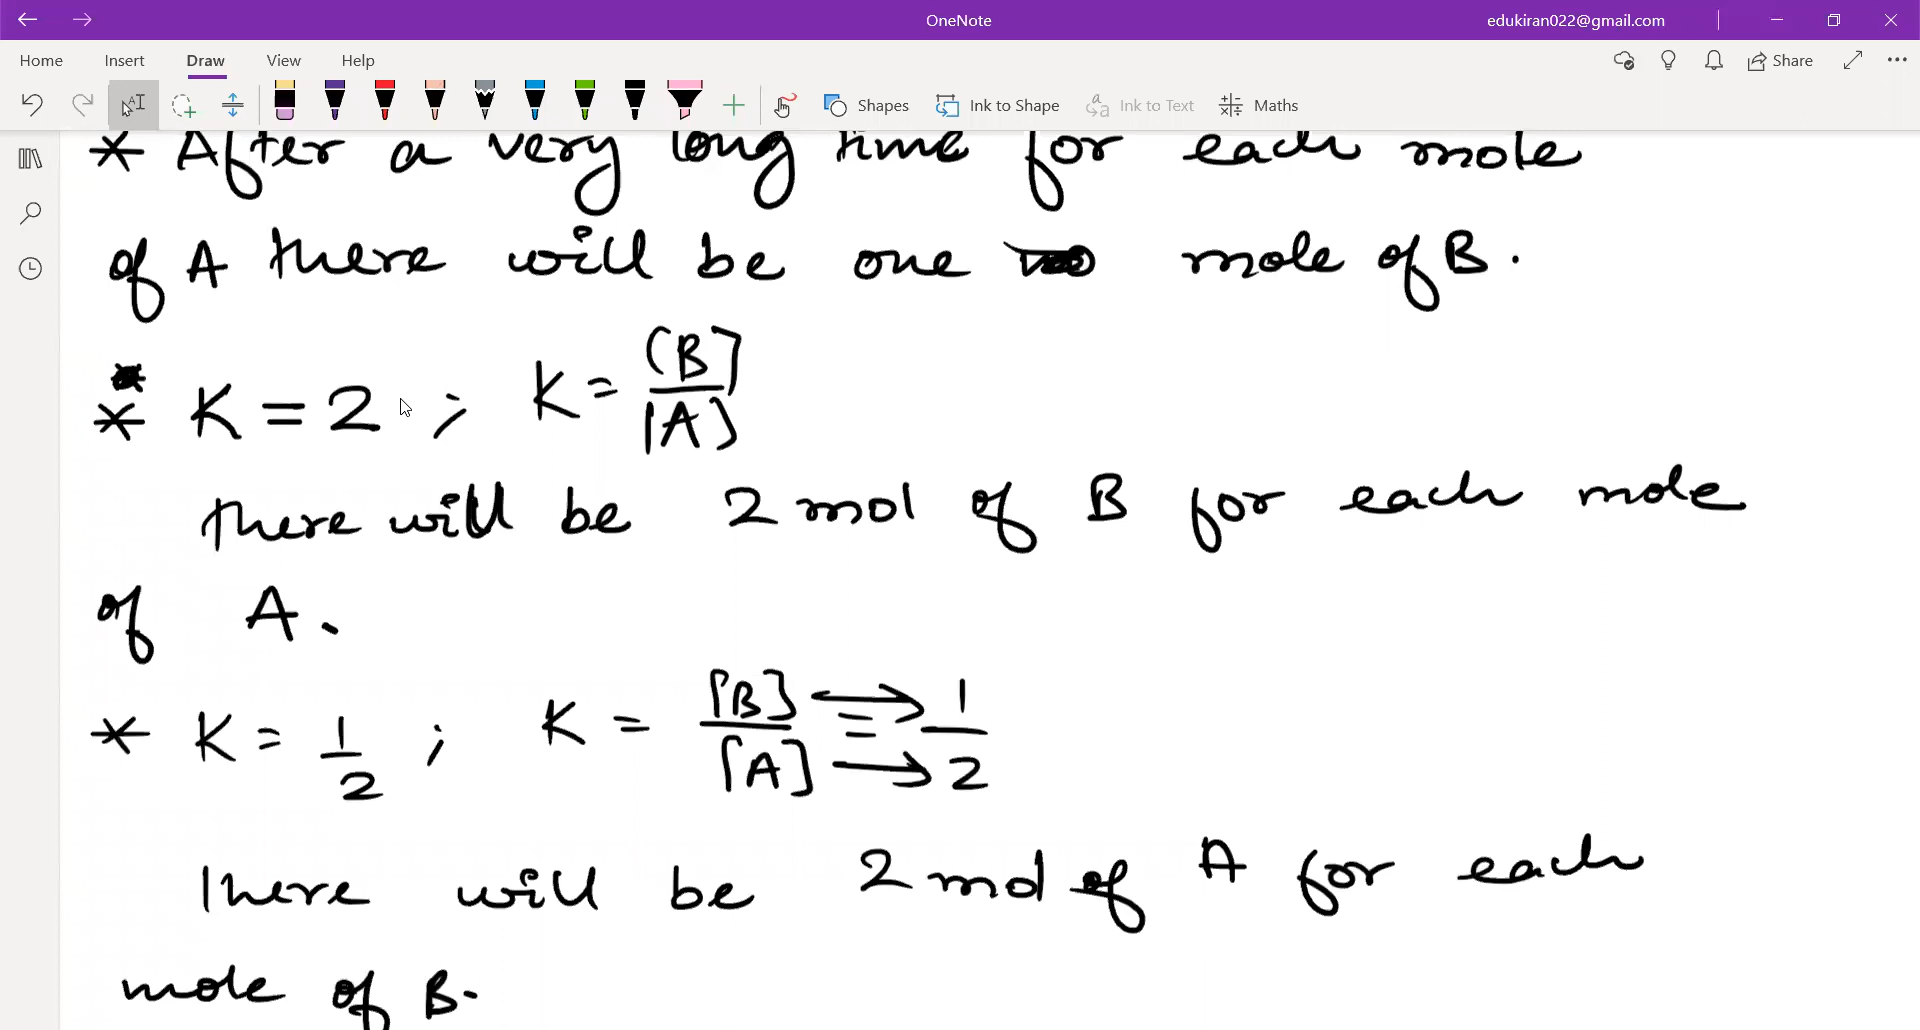 OneNote
edukiran022@gmail.com
Home Insert Draw View Help
Share
Shapes Ink to Shape Ink to Text Maths
* After a very long time for each mole
of A there will be one mole of B.
* K = 2 ; K = [B]/[A]
there will be 2 mol of B for each mole
of A.
* K = 1/2 ; K = [B]/[A] = 1/2
There will be 2 mol of A for each
mole of B.